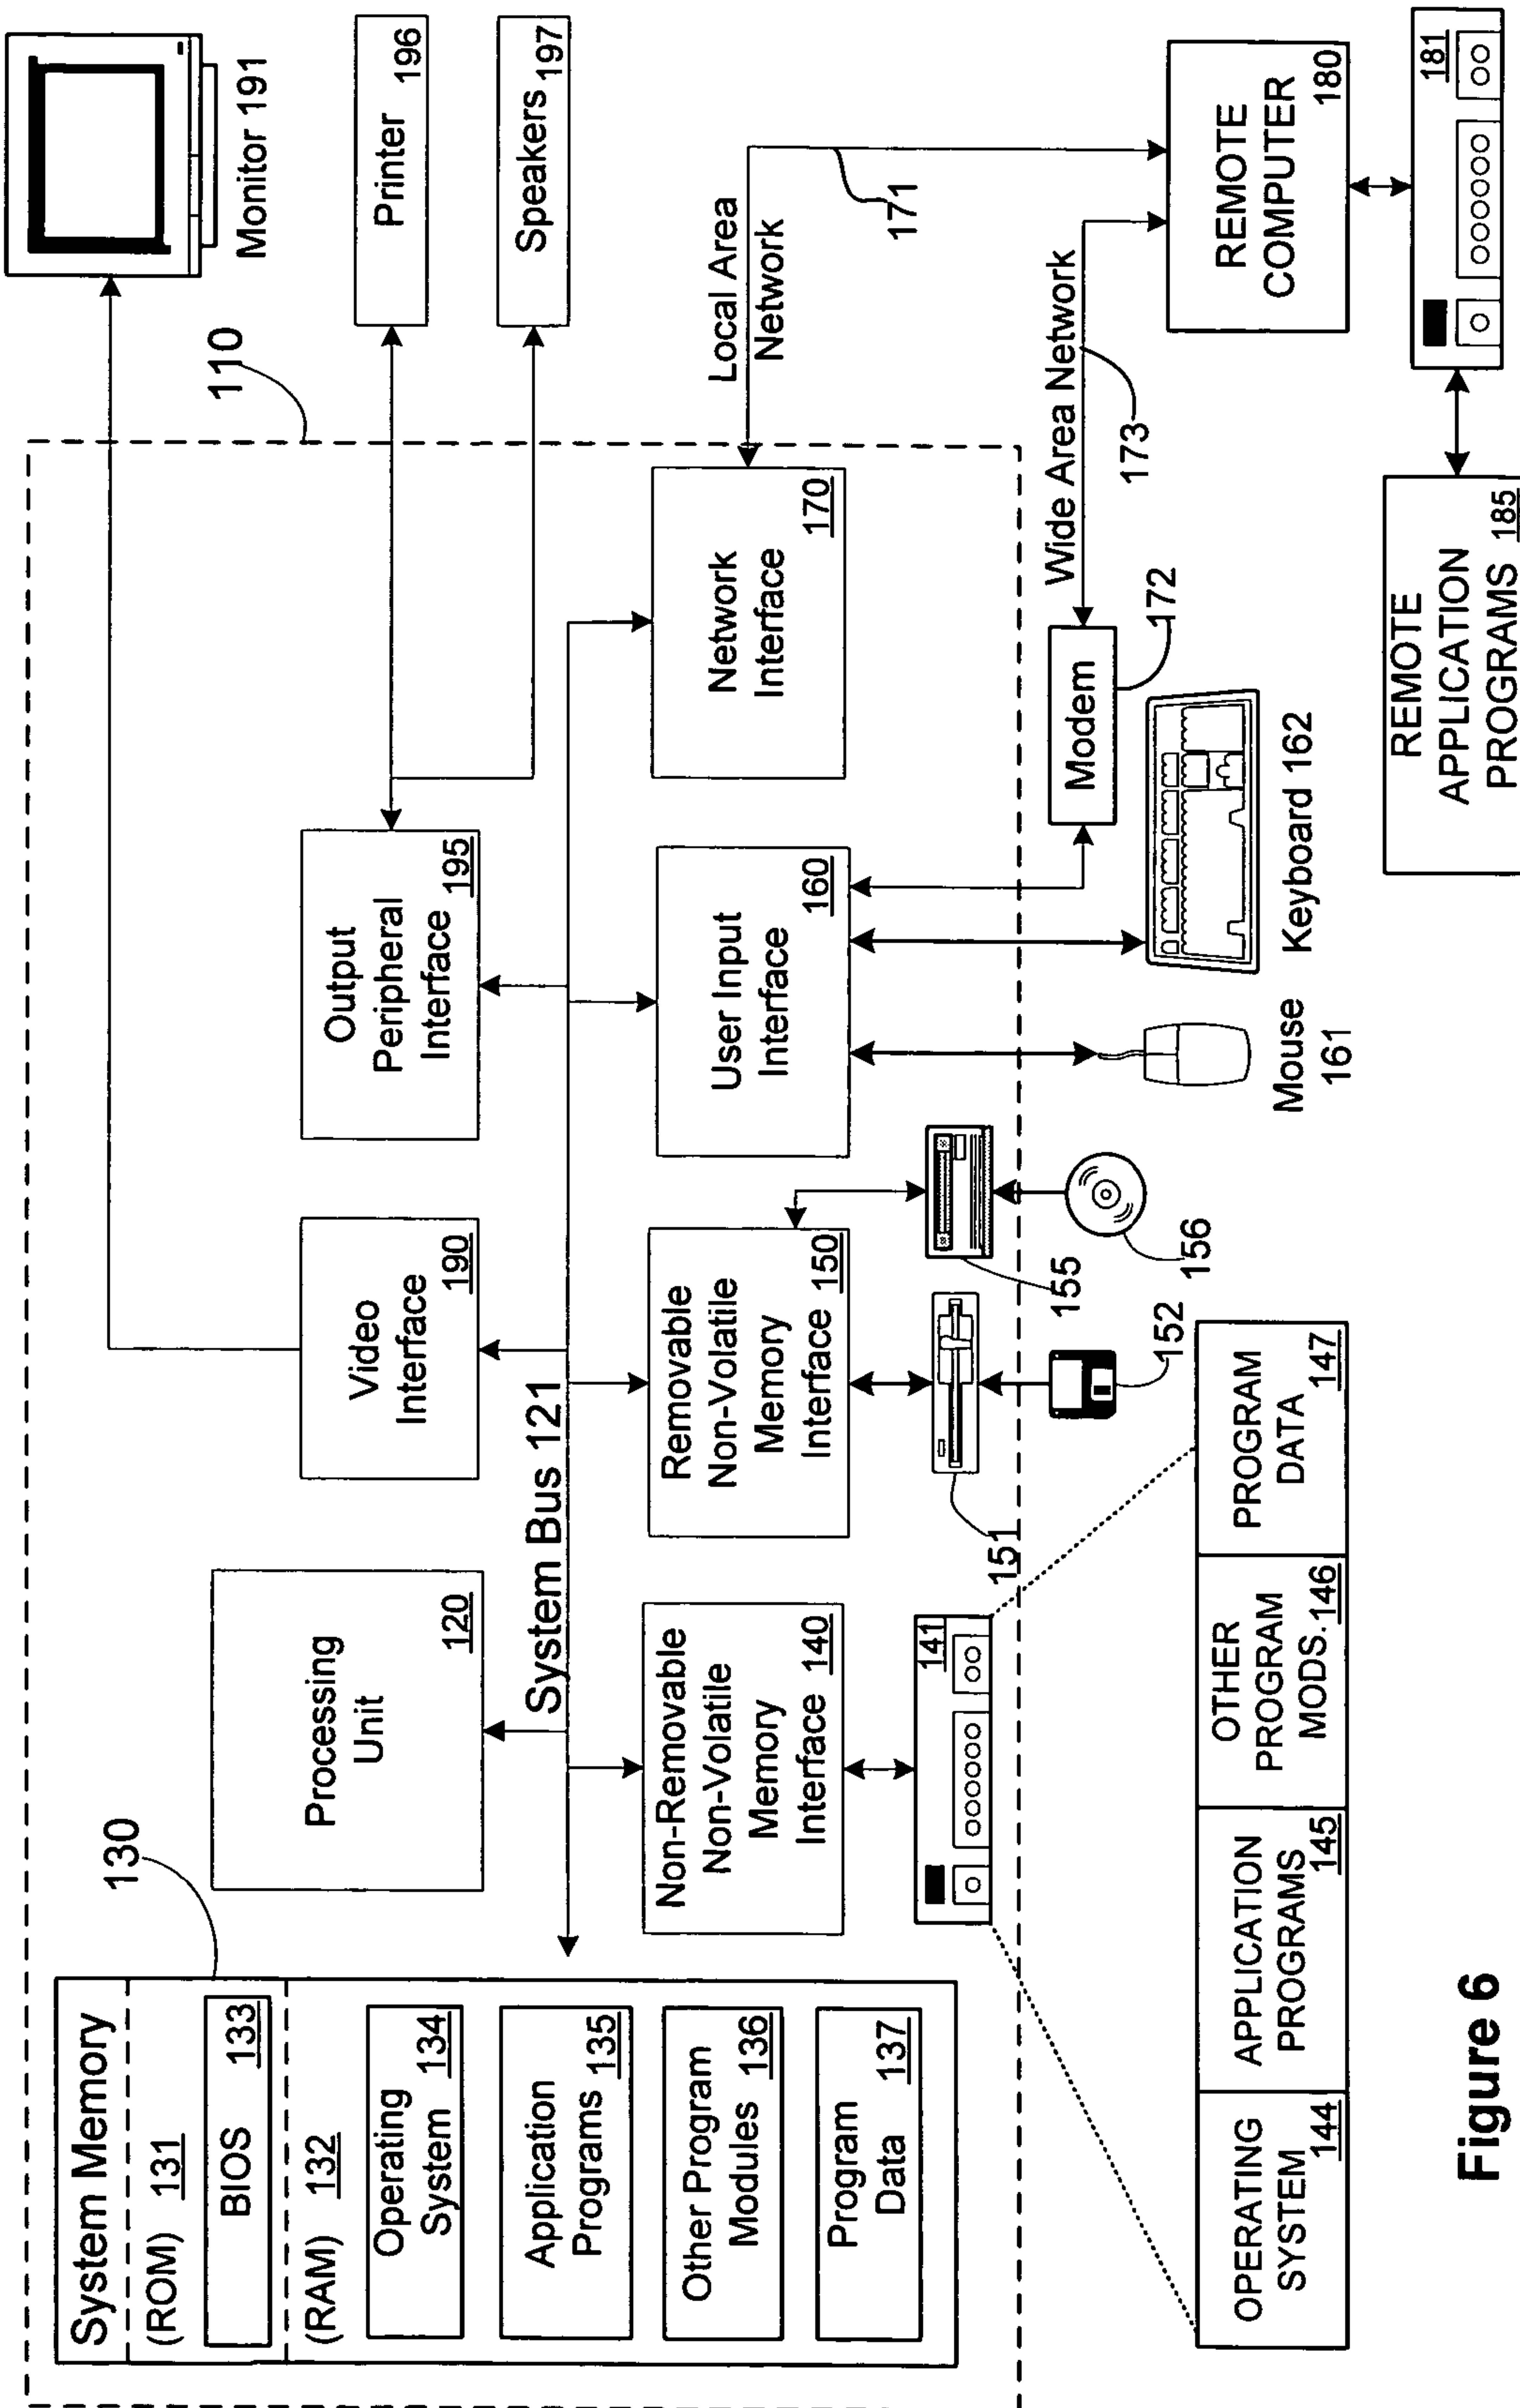 System Memory
(ROM) 131
BIOS 133
(RAM) 132
Operating
System 134
Application
Programs 135
Other Program
Modules 136
Program
Data 137
130
Processing
Unit
120
System Bus 121
Video
Interface
190
Output
Peripheral
Interface 195
110
Monitor 191
Printer 196
Speakers 197
Non-Removable
Non-Volatile
Memory
Interface 140
Removable
Non-Volatile
Memory
Interface 150
User Input
Interface
160
Network
Interface
170
Local Area
Network
171
141
151
152
155
156
Mouse
161
Keyboard 162
Modem
172
Wide Area Network
173
REMOTE
COMPUTER
180
181
REMOTE
APPLICATION
PROGRAMS 185
OPERATING
SYSTEM 144
APPLICATION
PROGRAMS
145
OTHER
PROGRAM
MODS. 146
PROGRAM
DATA 147
Figure 6